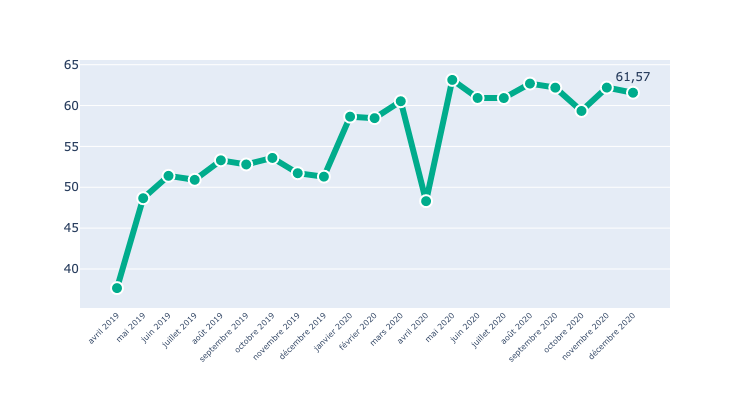 65
60
55
50
45
40
61,57
avril 2019
mai 2019
juin 2019
juillet 2019
août 2019
septembre 2019
octobre 2019
novembre 2019
décembre 2019
janvier 2020
février 2020
mars 2020
avril 2020
mai 2020
juin 2020
juillet 2020
août 2020
septembre 2020
octobre 2020
novembre 2020
décembre 2020